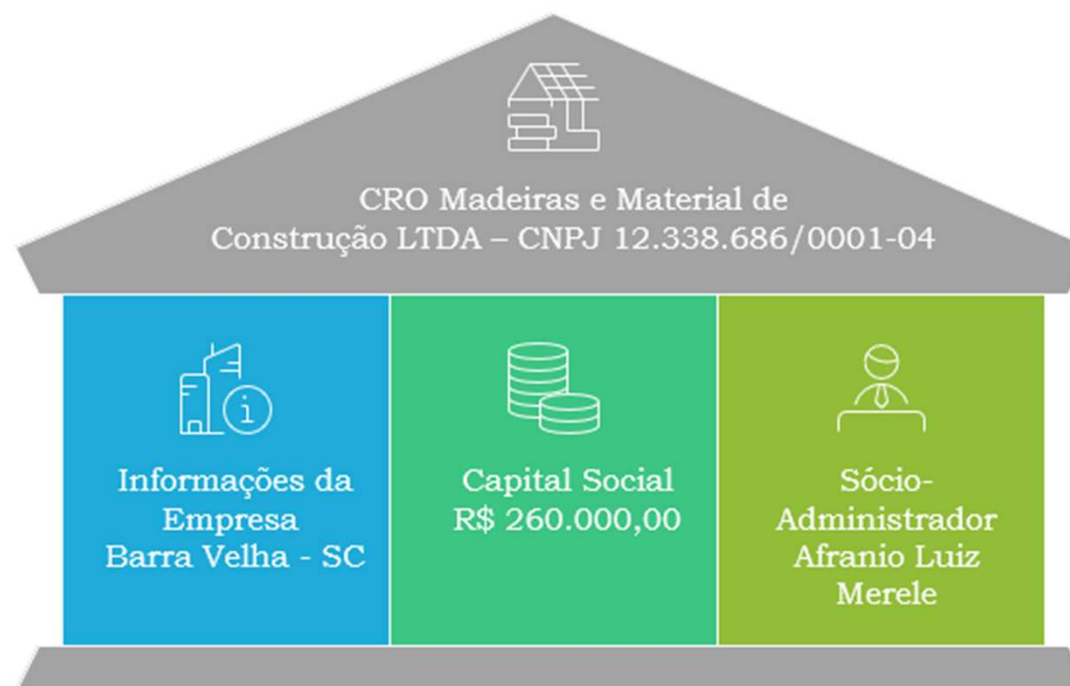 CRO Madeiras e Material de
Construção LTDA – CNPJ 12.338.686/0001-04
Informações da
Empresa
Barra Velha - SC
Capital Social
R$ 260.000,00
Sócio-
Administrador
Afranio Luiz
Merele